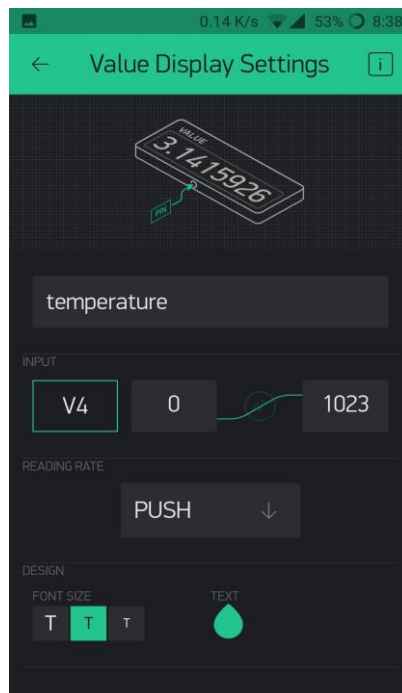 0.14 K/s 53% 8:38
Value Display Settings i
VALUE
3.1415926
PIN
temperature
INPUT
V4 0 1023
READING RATE
PUSH
DESIGN
FONT SIZE TEXT
T T T